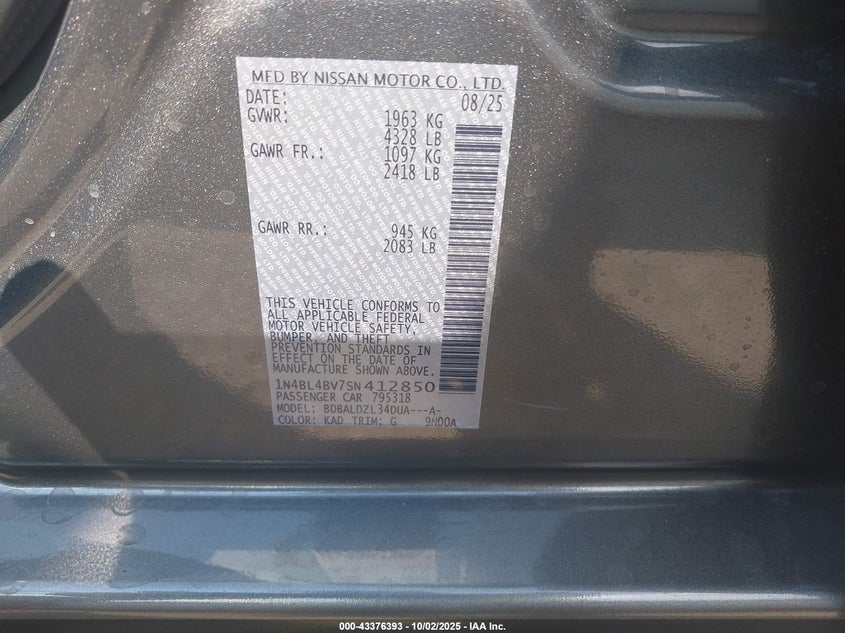 MFD BY NISSAN MOTOR CO., LTD.
DATE: 08/25
GVWR: 1963 KG
4328 LB
GAWR FR.: 1097 KG
2418 LB
GAWR RR.: 945 KG
2083 LB
THIS VEHICLE CONFORMS TO
ALL APPLICABLE FEDERAL
MOTOR VEHICLE SAFETY,
BUMPER, AND THEFT
PREVENTION STANDARDS IN
EFFECT ON THE DATE OF
MANUFACTURE SHOWN ABOVE.
1N4BL4BV7SN412850
PASSENGER CAR 795318
MODEL: BDBALDZL34DUA---A-
COLOR: KAD TRIM: G 9N00A
000-43376393 - 10/02/2025 - IAA Inc.